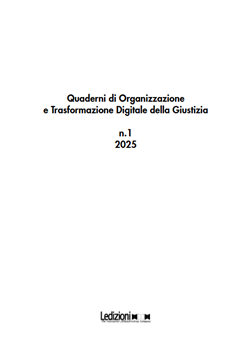 Quaderni di Organizzazione
e Trasformazione Digitale della Giustizia
n.1
2025
Ledizioni